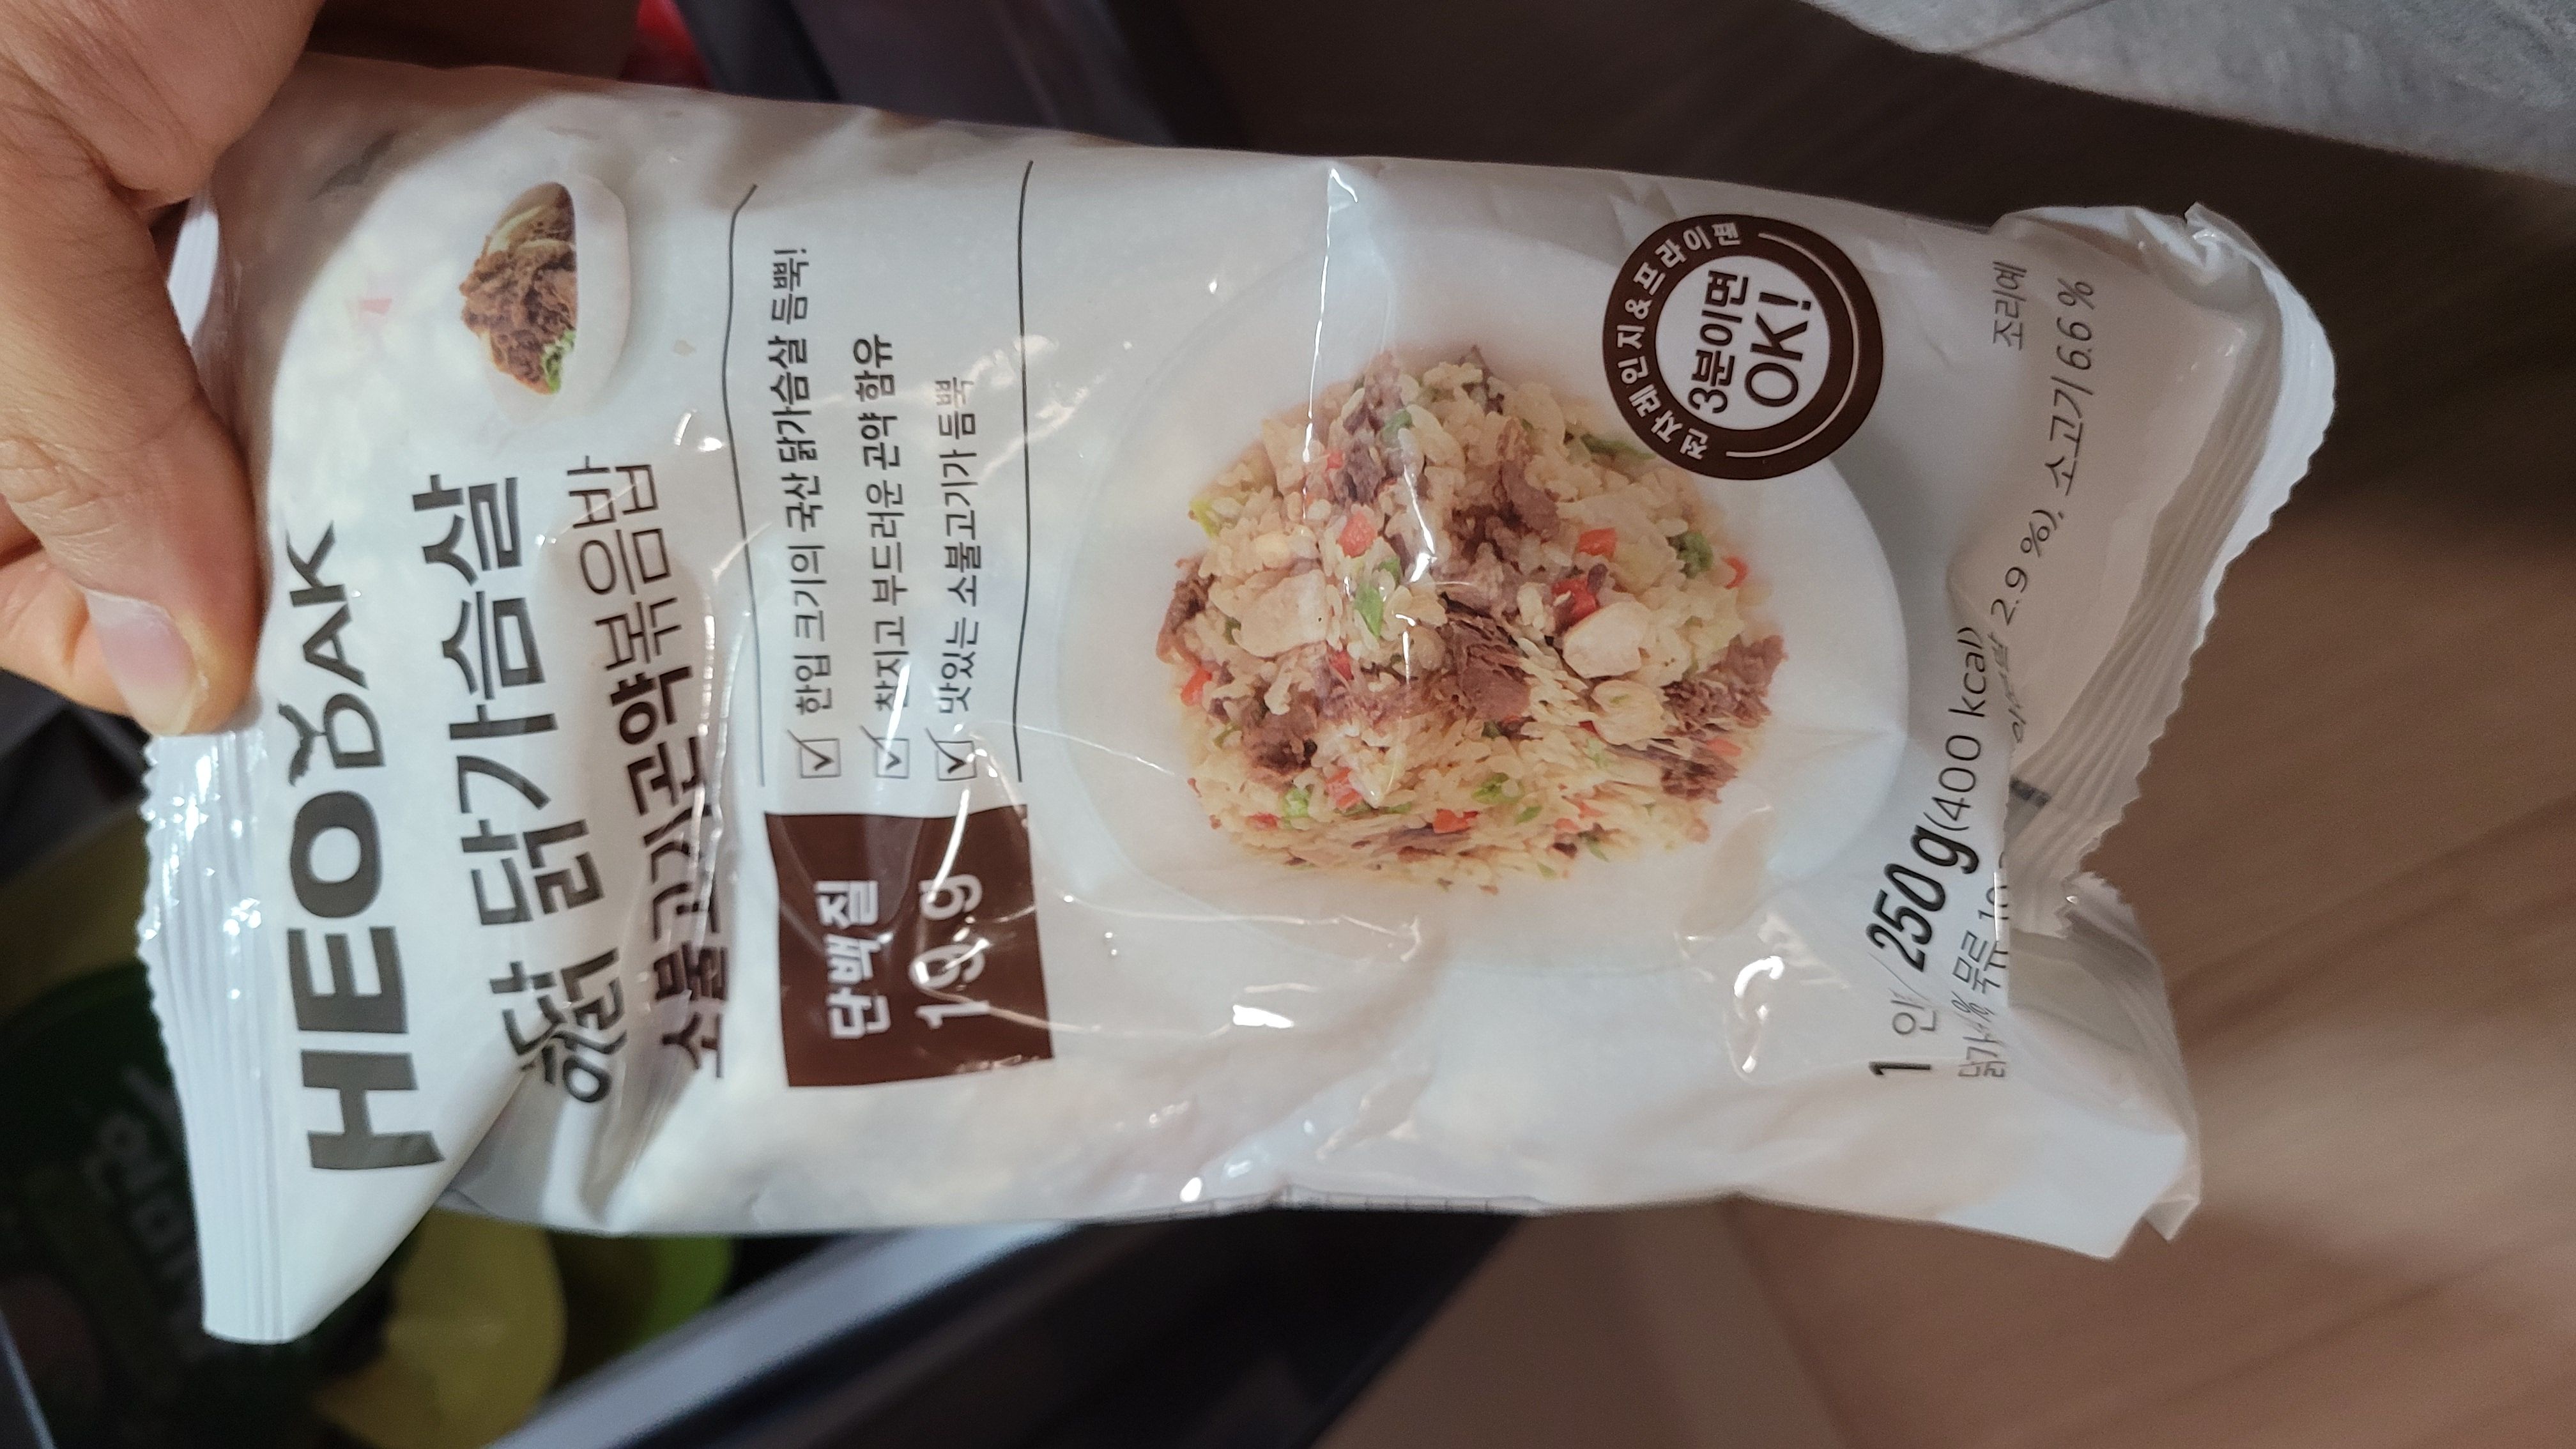 HEODAK
허닭 닭가슴살
소불고기곤약볶음밥
단백질
19 g
한입 크기의 국산 닭가슴살 듬뿍!
찰지고 부드러운 곤약 함유
맛있는 소불고기가 듬뿍
전자레인지&프라이팬
3분이면
OK!
조리예
1 인 / 250 g (400 kcal)
2.9 %), 소고기 6.6 %